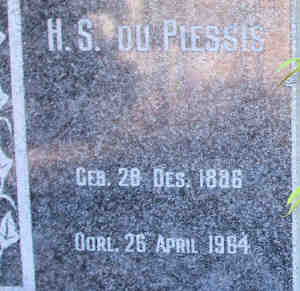 H. S. DU PLESSIS
GEB. 28 DES. 1886
OORL. 26 APRIL 1964